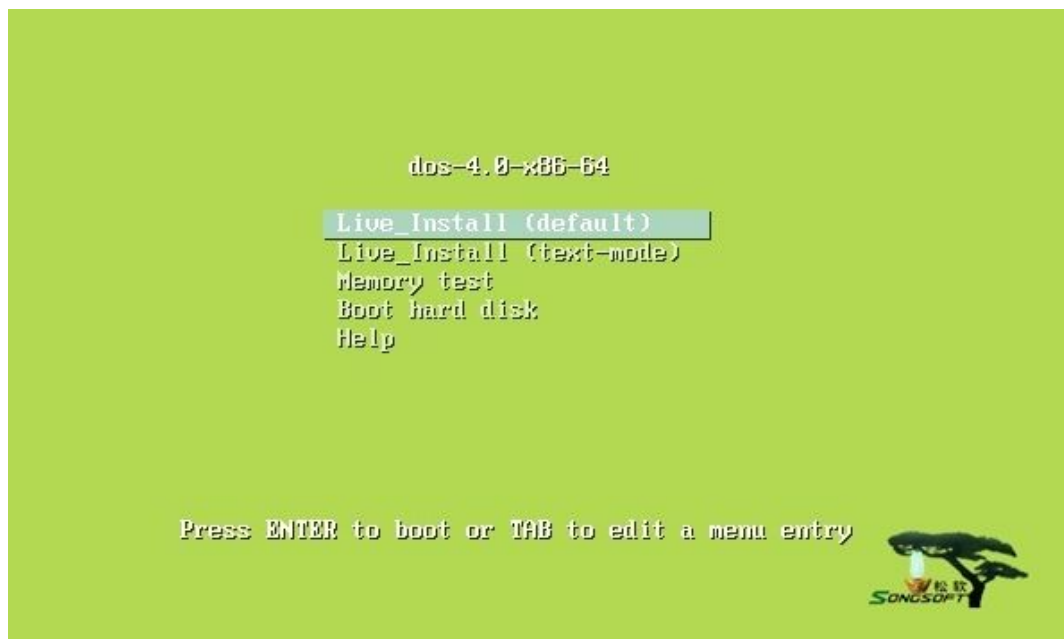 dos-4.0-x86-64
Live_Install (default)
Live_Install (text-mode)
Memory test
Boot hard disk
Help
Press ENTER to boot or TAB to edit a menu entry
松软
SONGSOFT